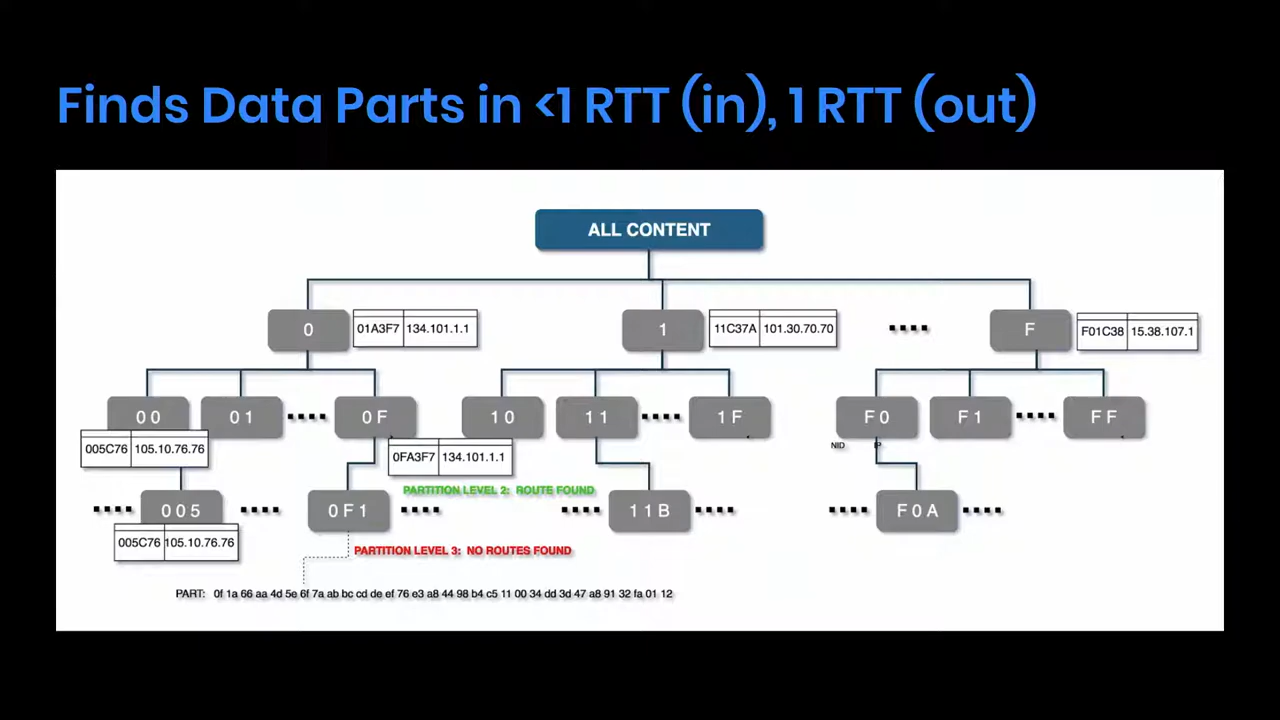 Finds Data Parts in <1 RTT (in), 1 RTT (out)
ALL CONTENT
0
01A3F7 134.101.1.1
1
11C37A 101.30.70.70
F
F01C38 15.38.107.1
0 0
0 1
0 F
1 0
1 1
1 F
F 0
F 1
F F
005C76 105.10.76.76
0FA3F7 134.101.1.1
NID IP
PARTITION LEVEL 2: ROUTE FOUND
0 0 5
0 F 1
1 1 B
F 0 A
005C76 105.10.76.76
PARTITION LEVEL 3: NO ROUTES FOUND
PART: 0f 1a 66 aa 4d 5e 6f 7a ab bc cd de ef 76 e3 a8 44 98 b4 c5 11 00 34 dd 3d 47 a8 91 32 fa 01 12